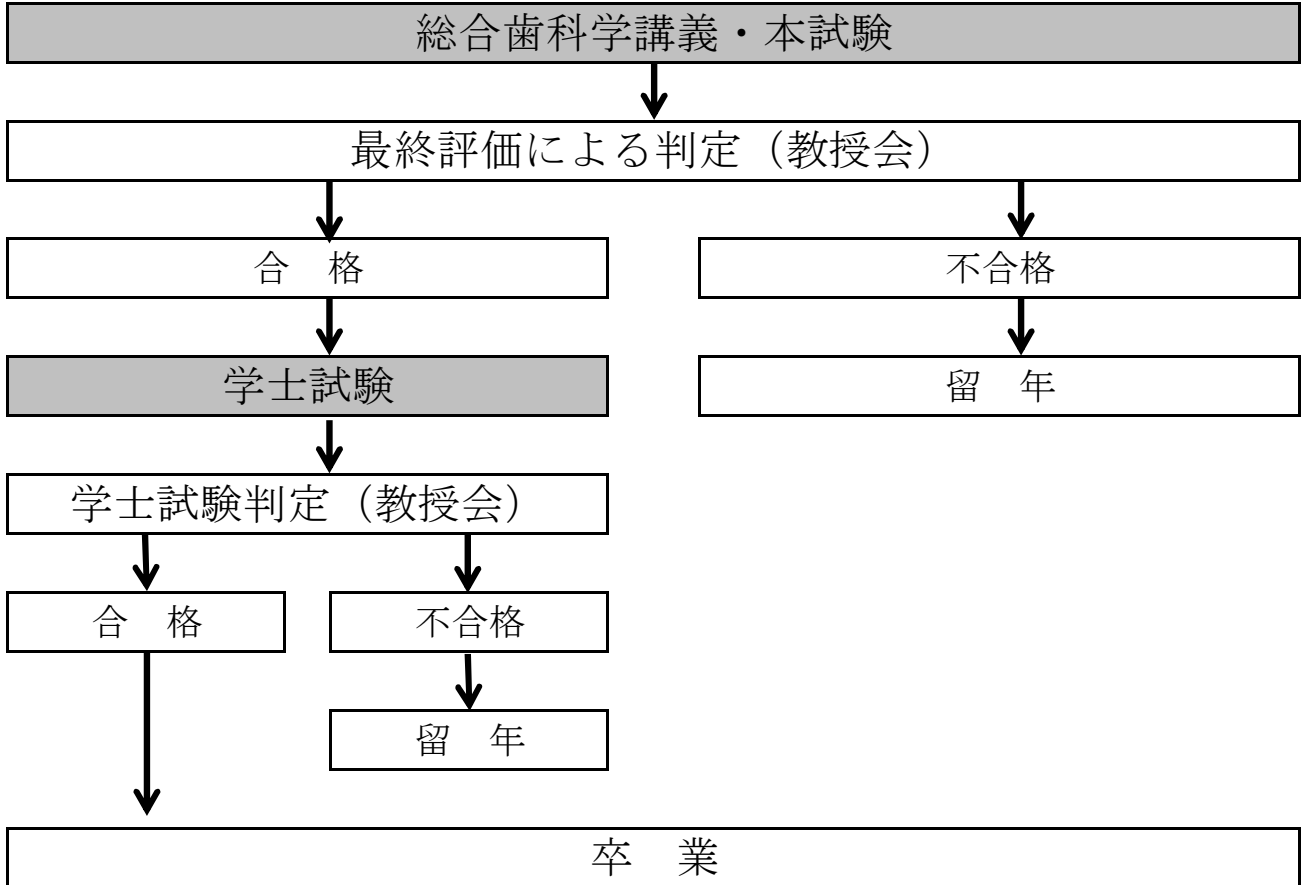 総合歯科学講義・本試験
最終評価による判定（教授会）
合　格
不合格
学士試験
留　年
学士試験判定（教授会）
合　格
不合格
留　年
卒　業